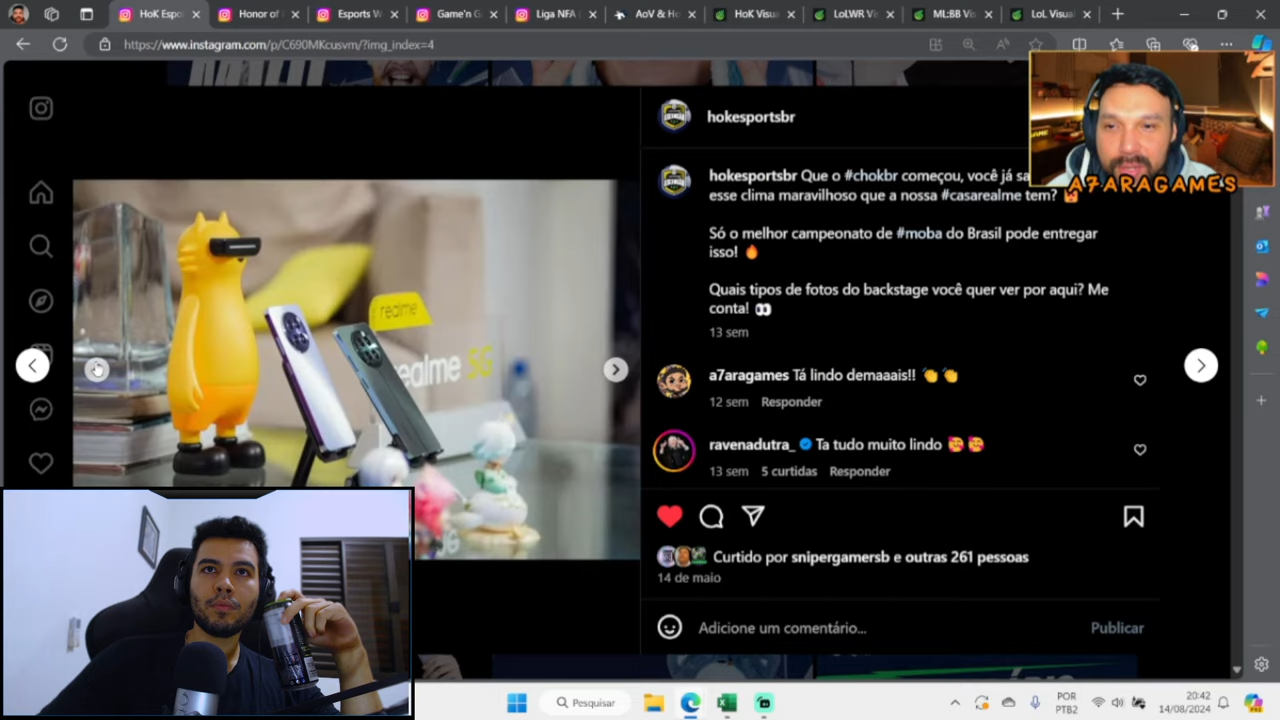 HoK Espo
Honor of
Esports W
Game'n G
Liga NFA (
AoV & Ho
HoK Visu
LoLWR Vi
ML:BB Vis
LoL Visual
https://www.instagram.com/p/C690MKcusvm/?img_index=4
A7ARAGAMES
hokesportsbr
hokesportsbr Que o #chokbr começou, você já sa
esse clima maravilhoso que a nossa #casarealme tem?
Só o melhor campeonato de #moba do Brasil pode entregar
isso! 🔥
Quais tipos de fotos do backstage você quer ver por aqui? Me
conta! 👀
13 sem
realme
realme 5G
a7aragames Tá lindo demaaais!! 👏👏
12 sem Responder
ravenadutra_ Ta tudo muito lindo 🥰🥰
13 sem 5 curtidas Responder
Curtido por snipergamersb e outras 261 pessoas
14 de maio
Adicione um comentário...
Publicar
Pesquisar
POR
PTB2
20:42
14/08/2024